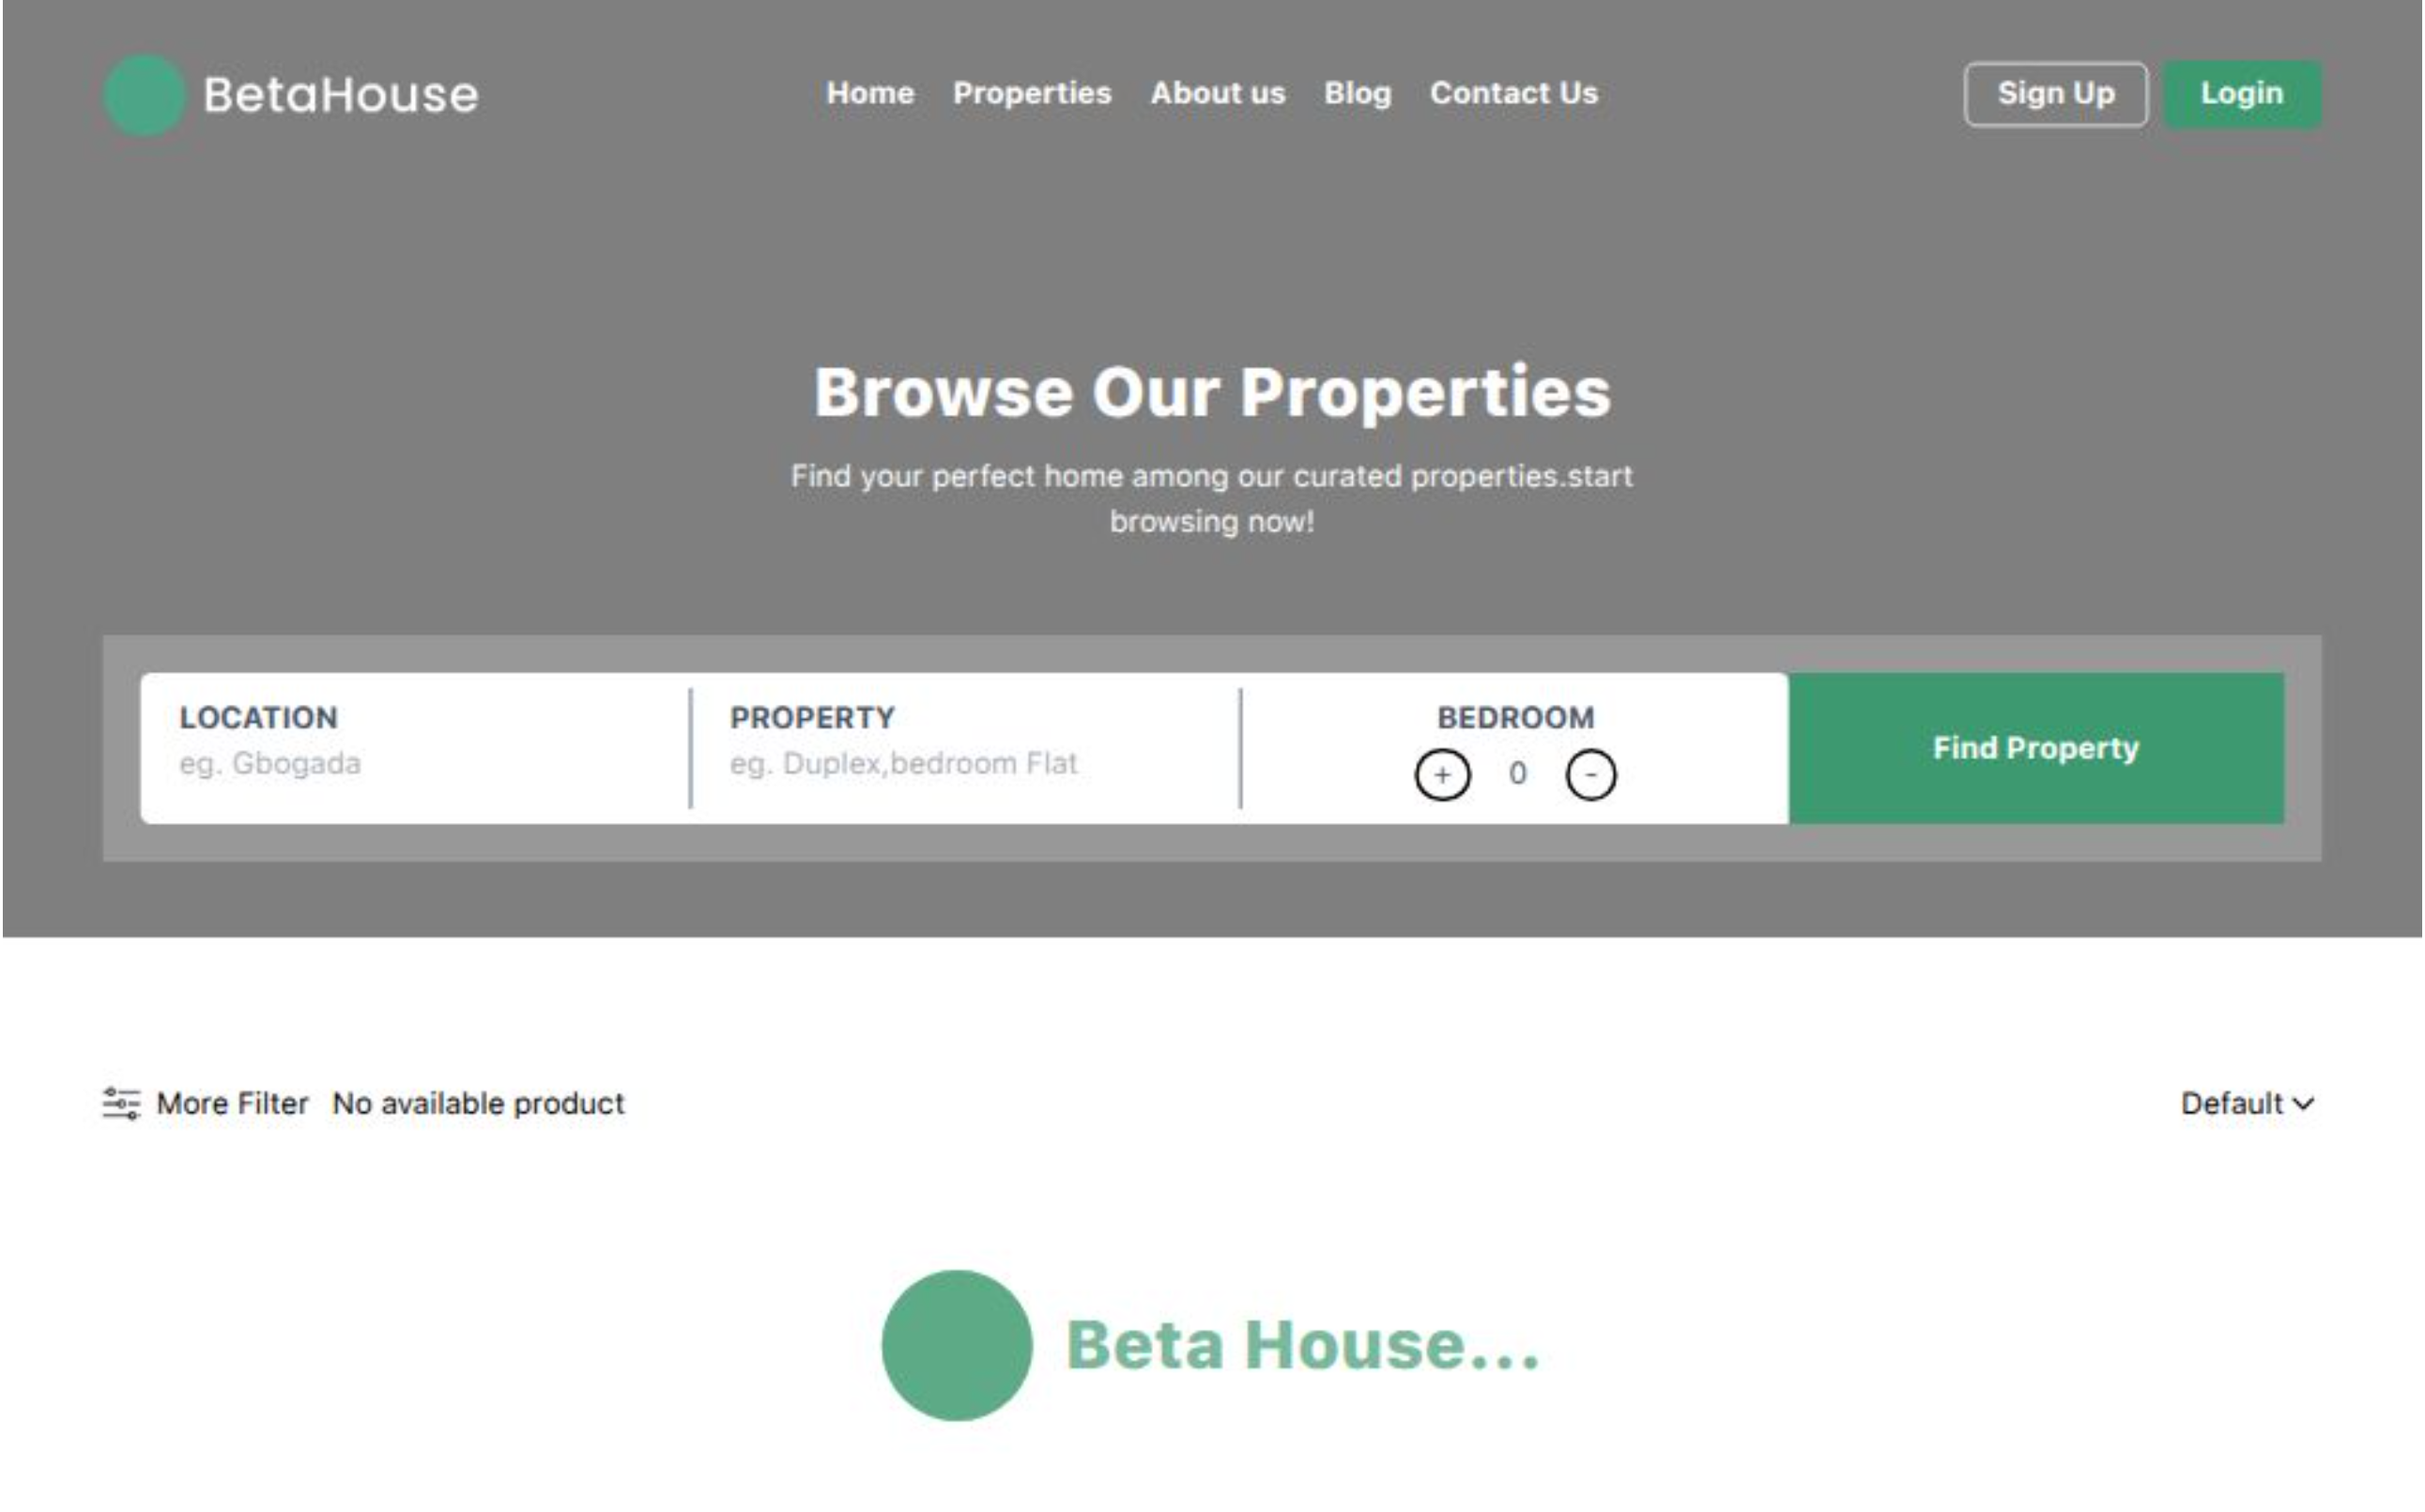 BetaHouse
Home Properties About us Blog Contact Us
Sign Up Login
Browse Our Properties
Find your perfect home among our curated properties.start
browsing now!
LOCATION
eg. Gbogada
PROPERTY
eg. Duplex,bedroom Flat
BEDROOM
+ 0 -
Find Property
More Filter No available product
Default
Beta House...